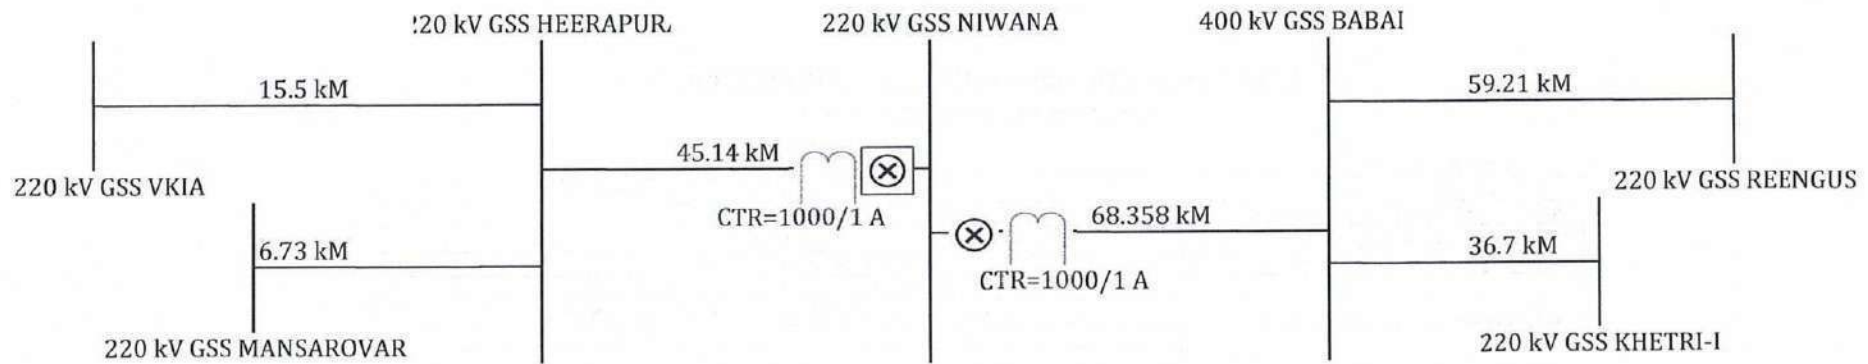 220 kV GSS HEERAPUR
220 kV GSS NIWANA
400 kV GSS BABAI
15.5 kM
59.21 kM
45.14 kM
220 kV GSS VKIA
220 kV GSS REENGUS
CTR=1000/1 A
68.358 kM
6.73 kM
36.7 kM
CTR=1000/1 A
220 kV GSS MANSAROVAR
220 kV GSS KHETRI-I